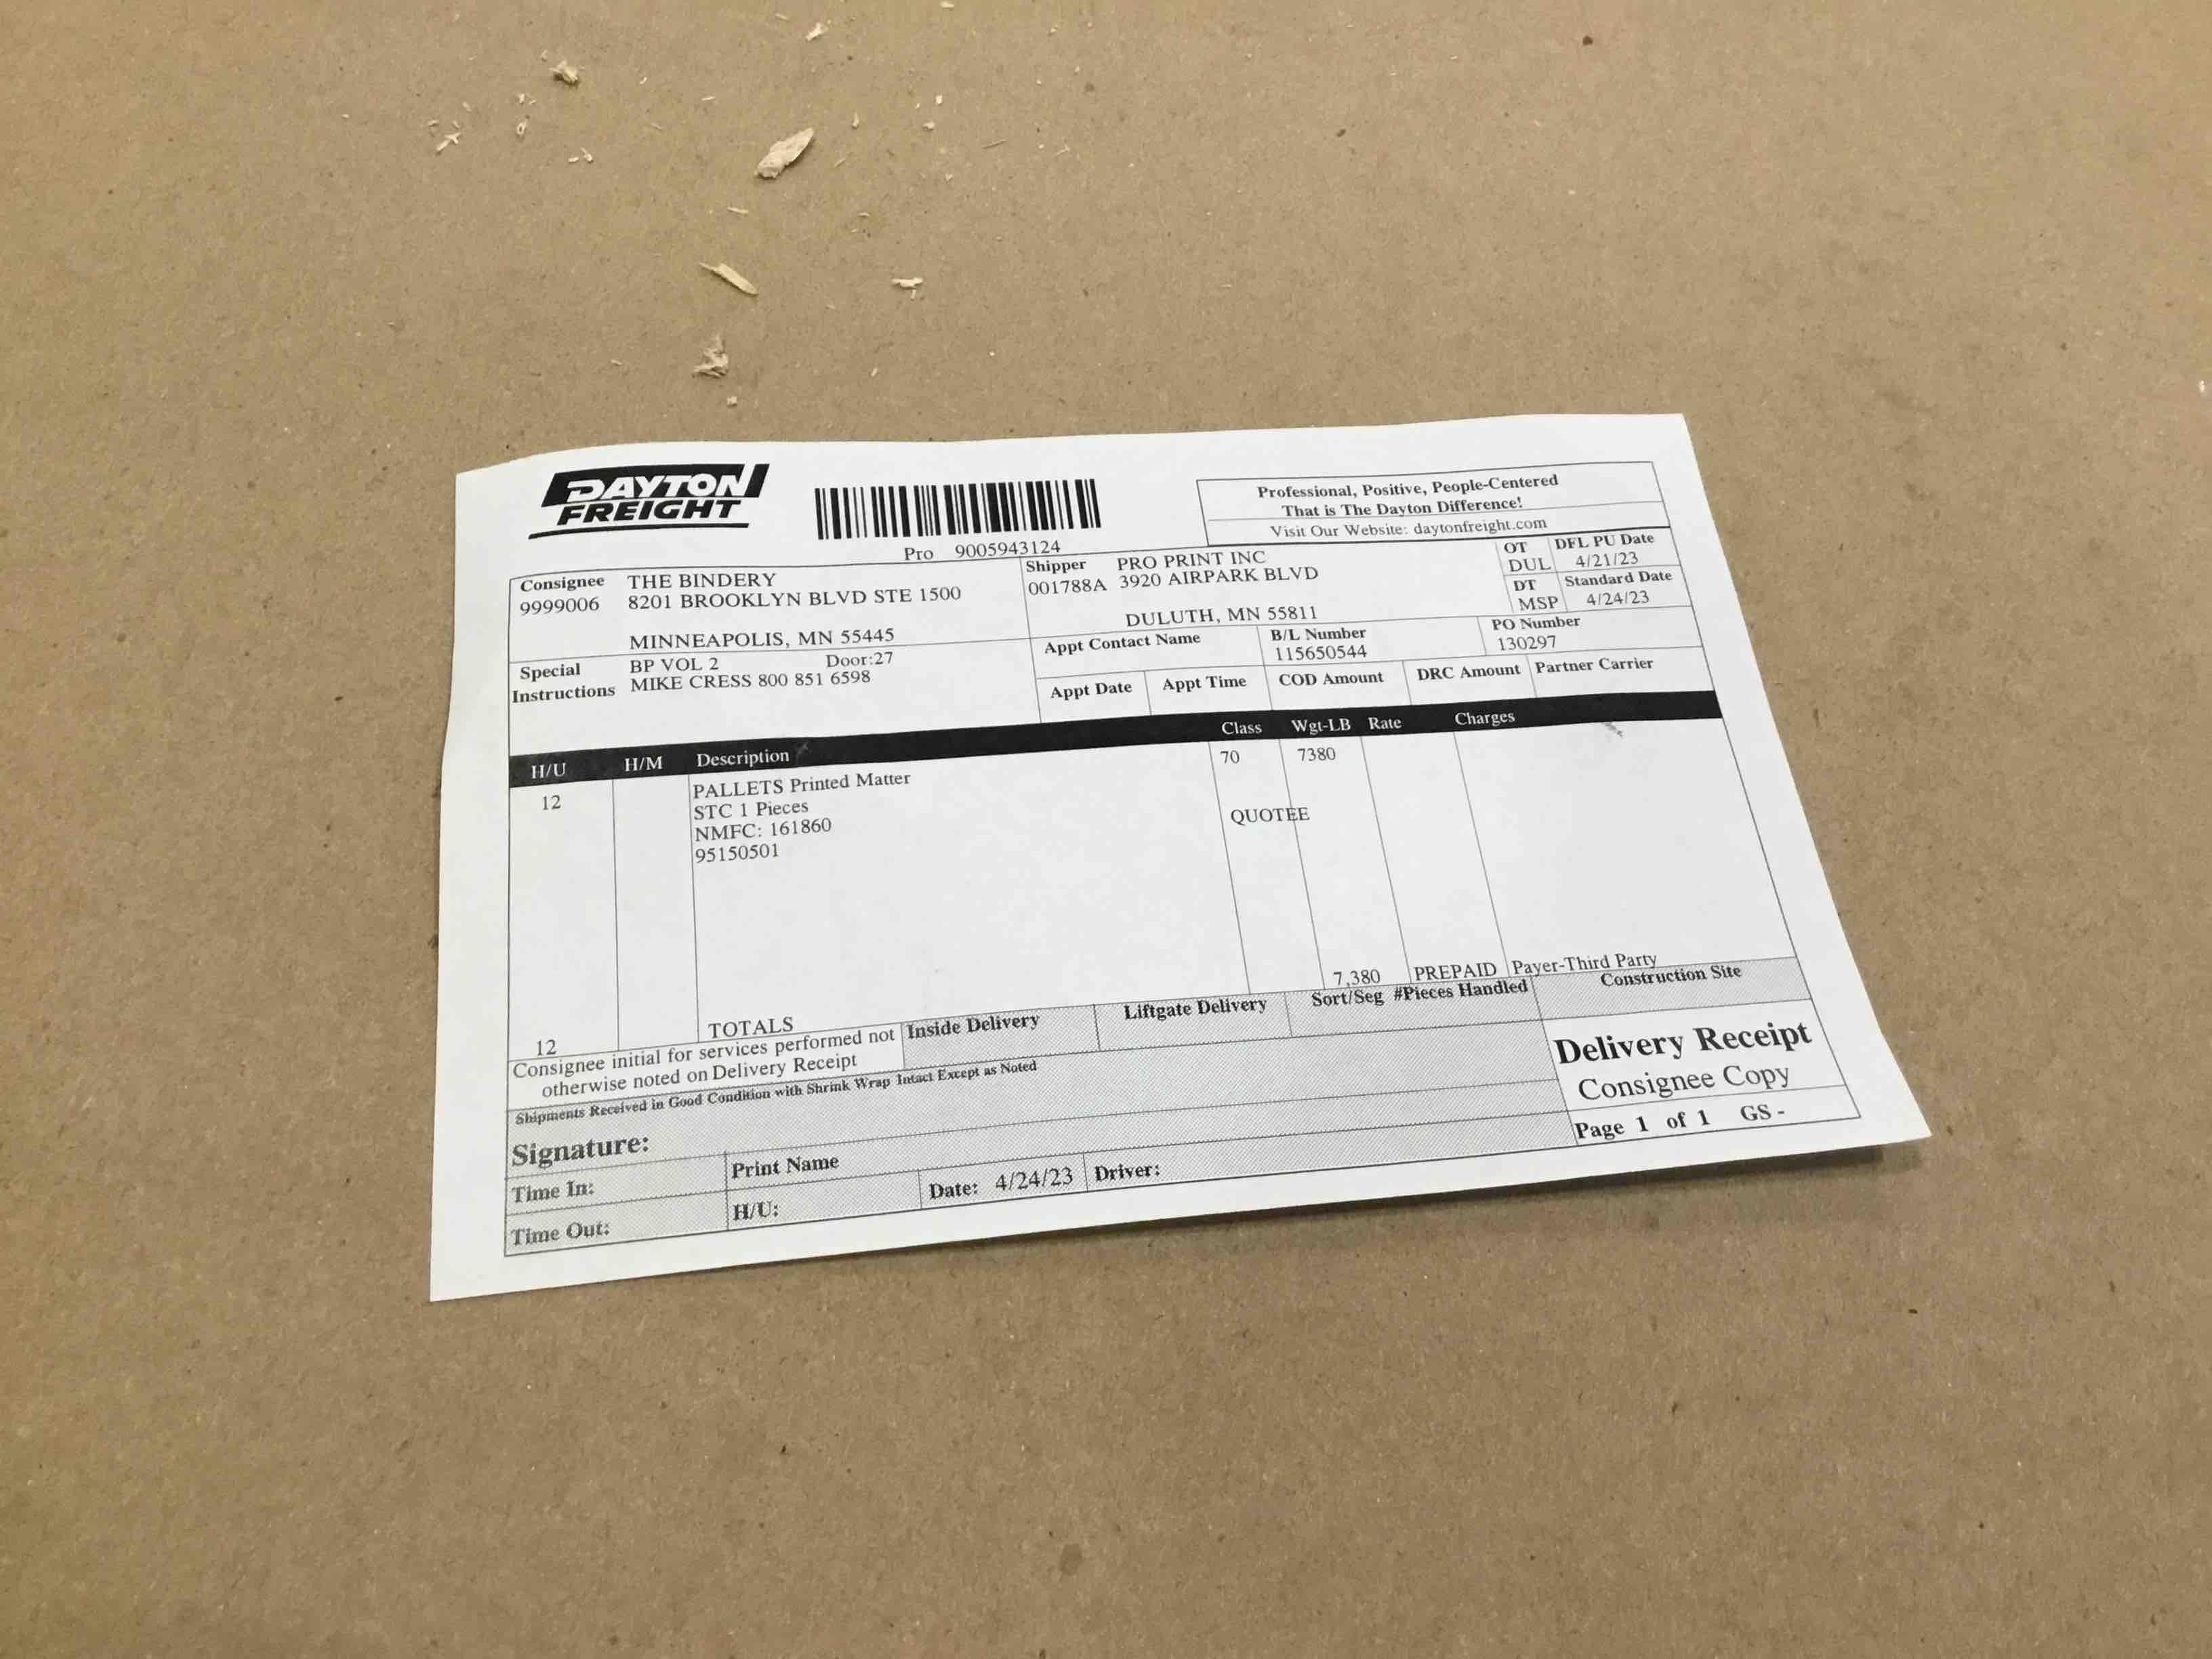 DAYTON
FREIGHT
Pro 9005943124
Professional, Positive, People-Centered
That is The Dayton Difference!
Visit Our Website: daytonfreight.com
Consignee THE BINDERY
9999006 8201 BROOKLYN BLVD STE 1500
MINNEAPOLIS, MN 55445
Shipper PRO PRINT INC
001788A 3920 AIRPARK BLVD
DULUTH, MN 55811
OT DFL PU Date
DUL 4/21/23
DT Standard Date
MSP 4/24/23
Special BP VOL 2 Door:27
Instructions MIKE CRESS 800 851 6598
Appt Contact Name B/L Number PO Number
115650544 130297
Appt Date Appt Time COD Amount DRC Amount Partner Carrier
H/U H/M Description Class Wgt-LB Rate Charges
12 PALLETS Printed Matter 70 7380
STC 1 Pieces QUOTEE
NMFC: 161860
95150501
12 TOTALS 7,380 PREPAID Payer-Third Party
Consignee initial for services performed not
otherwise noted on Delivery Receipt
Inside Delivery Liftgate Delivery Sort/Seg #Pieces Handled Construction Site
Shipments Received in Good Condition with Shrink Wrap Intact Except as Noted
Delivery Receipt
Consignee Copy
Page 1 of 1 GS -
Signature:
Time In: Print Name
Time Out: H/U: Date: 4/24/23 Driver: